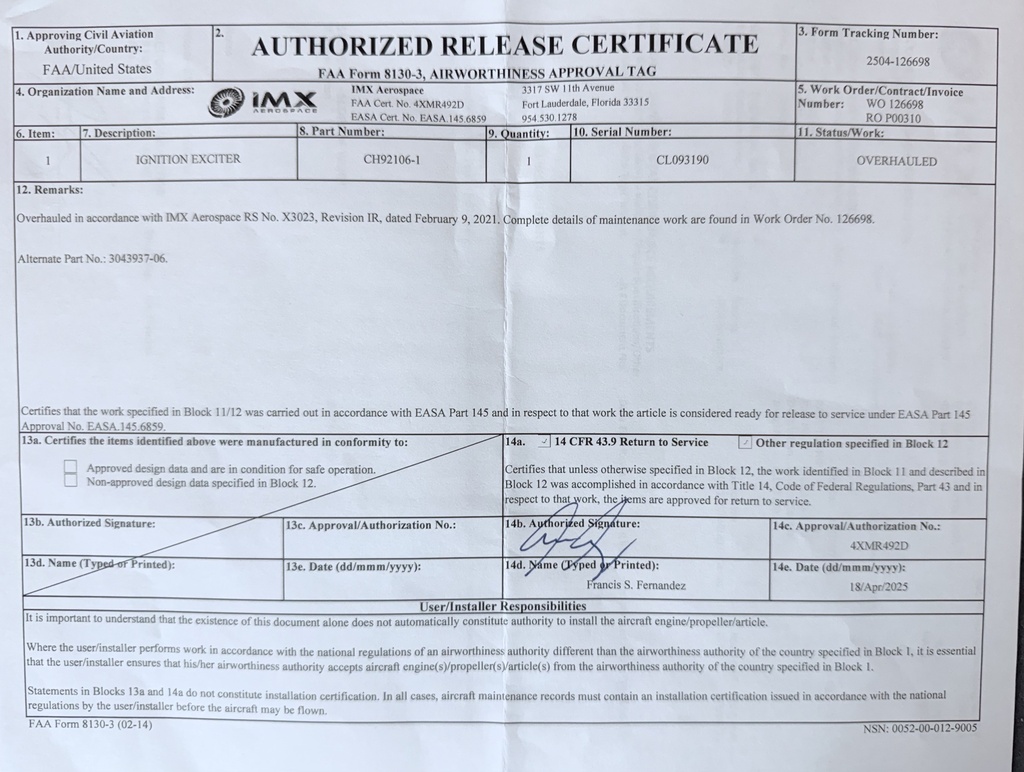 1. Approving Civil Aviation
Authority/Country:
FAA/United States
2.
AUTHORIZED RELEASE CERTIFICATE
FAA Form 8130-3, AIRWORTHINESS APPROVAL TAG
3. Form Tracking Number:
2504-126698
4. Organization Name and Address:
IMX
AEROSPACE
IMX Aerospace
FAA Cert. No. 4XMR492D
EASA Cert. No. EASA.145.6859
3317 SW 11th Avenue
Fort Lauderdale, Florida 33315
954.530.1278
5. Work Order/Contract/Invoice
Number: WO 126698
RO P00310
6. Item:
1
7. Description:
IGNITION EXCITER
8. Part Number:
CH92106-1
9. Quantity:
1
10. Serial Number:
CL093190
11. Status/Work:
OVERHAULED
12. Remarks:
Overhauled in accordance with IMX Aerospace RS No. X3023, Revision IR, dated February 9, 2021. Complete details of maintenance work are found in Work Order No. 126698.
Alternate Part No.: 3043937-06.
Certifies that the work specified in Block 11/12 was carried out in accordance with EASA Part 145 and in respect to that work the article is considered ready for release to service under EASA Part 145
Approval No. EASA.145.6859.
13a. Certifies the items identified above were manufactured in conformity to:
Approved design data and are in condition for safe operation.
Non-approved design data specified in Block 12.
14a. ✓ 14 CFR 43.9 Return to Service ✓ Other regulation specified in Block 12
Certifies that unless otherwise specified in Block 12, the work identified in Block 11 and described in
Block 12 was accomplished in accordance with Title 14, Code of Federal Regulations, Part 43 and in
respect to that work, the items are approved for return to service.
13b. Authorized Signature:
13c. Approval/Authorization No.:
14b. Authorized Signature:
14c. Approval/Authorization No.:
4XMR492D
13d. Name (Typed or Printed):
13e. Date (dd/mmm/yyyy):
14d. Name (Typed or Printed):
Francis S. Fernandez
14e. Date (dd/mmm/yyyy):
18/Apr/2025
User/Installer Responsibilities
It is important to understand that the existence of this document alone does not automatically constitute authority to install the aircraft engine/propeller/article.
Where the user/installer performs work in accordance with the national regulations of an airworthiness authority different than the airworthiness authority of the country specified in Block 1, it is essential
that the user/installer ensures that his/her airworthiness authority accepts aircraft engine(s)/propeller(s)/article(s) from the airworthiness authority of the country specified in Block 1.
Statements in Blocks 13a and 14a do not constitute installation certification. In all cases, aircraft maintenance records must contain an installation certification issued in accordance with the national
regulations by the user/installer before the aircraft may be flown.
FAA Form 8130-3 (02-14)
NSN: 0052-00-012-9005